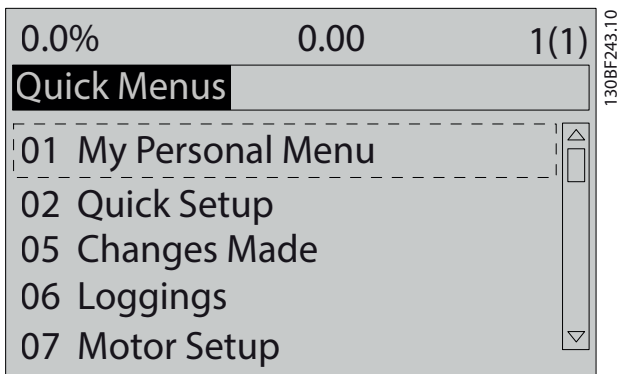 0.0% 0.00 1(1)
Quick Menus
01 My Personal Menu
02 Quick Setup
05 Changes Made
06 Loggings
07 Motor Setup
130BF243.10